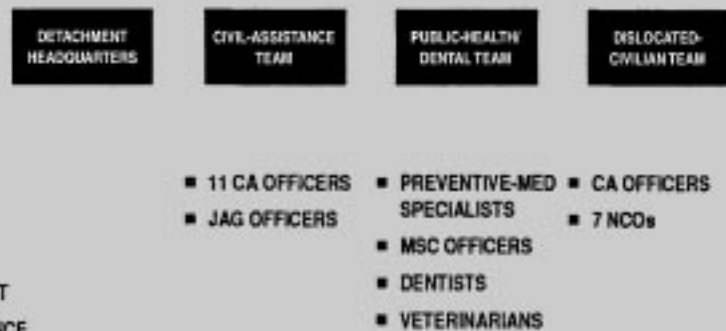 DETACHMENT
HEADQUARTERS
CIVIL-ASSISTANCE
TEAM
PUBLIC-HEALTH/
DENTAL TEAM
DISLOCATED-
CIVILIAN TEAM
■ 11 CA OFFICERS
■ JAG OFFICERS
■ PREVENTIVE-MED
SPECIALISTS
■ MSC OFFICERS
■ DENTISTS
■ VETERINARIANS
■ CA OFFICERS
■ 7 NCOs